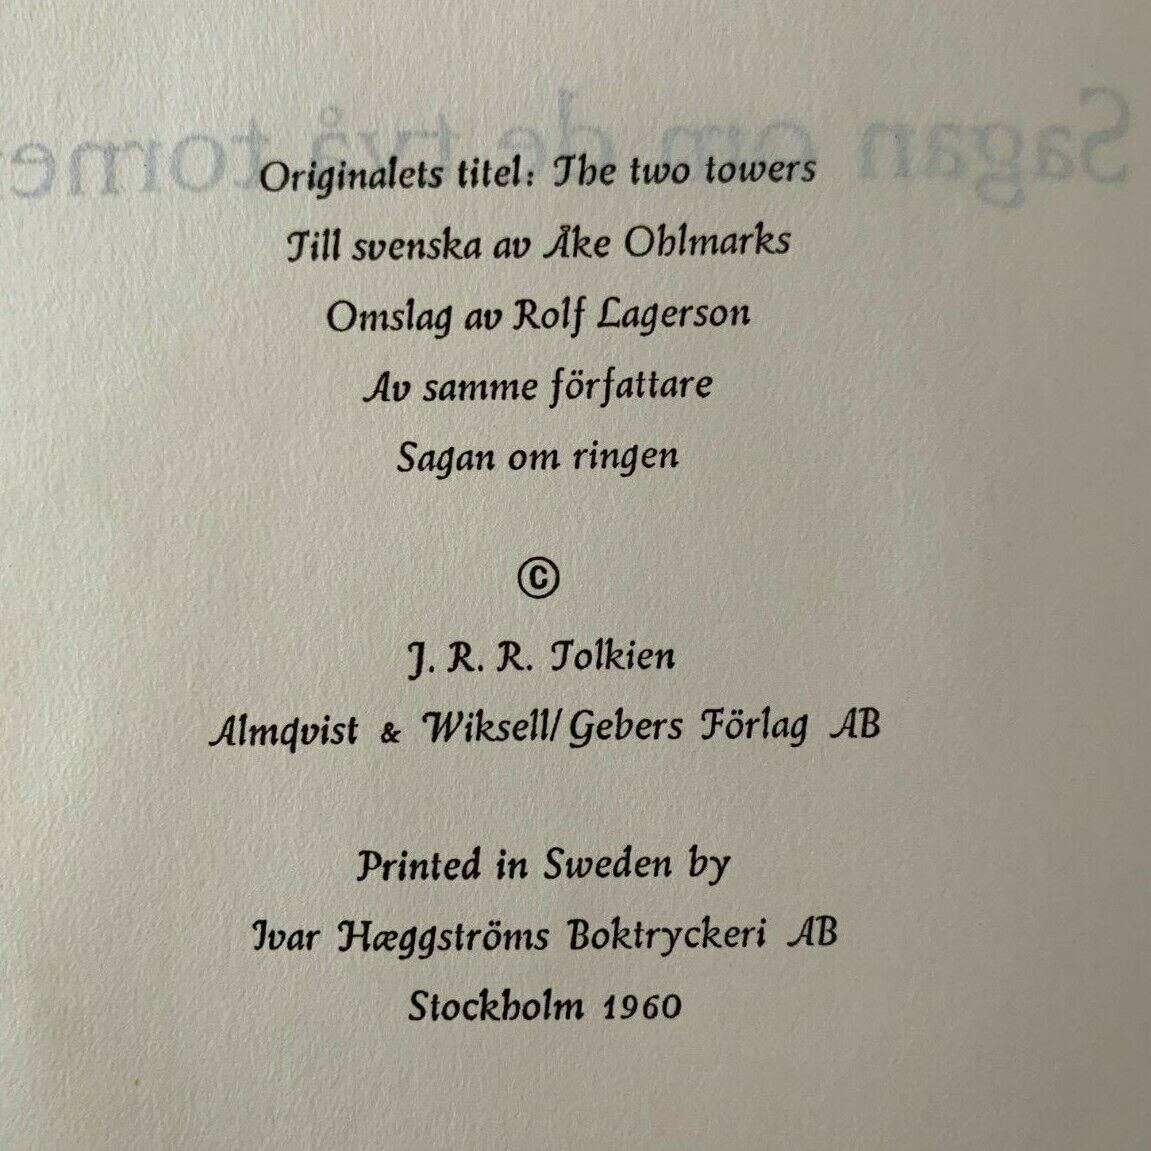 Sagan om de två torne
Originalets titel: The two towers
Till svenska av Åke Ohlmarks
Omslag av Rolf Lagerson
Av samme författare
Sagan om ringen
©
J. R. R. Tolkien
Almqvist & Wiksell/Gebers Förlag AB
Printed in Sweden by
Ivar Hæggströms Boktryckeri AB
Stockholm 1960